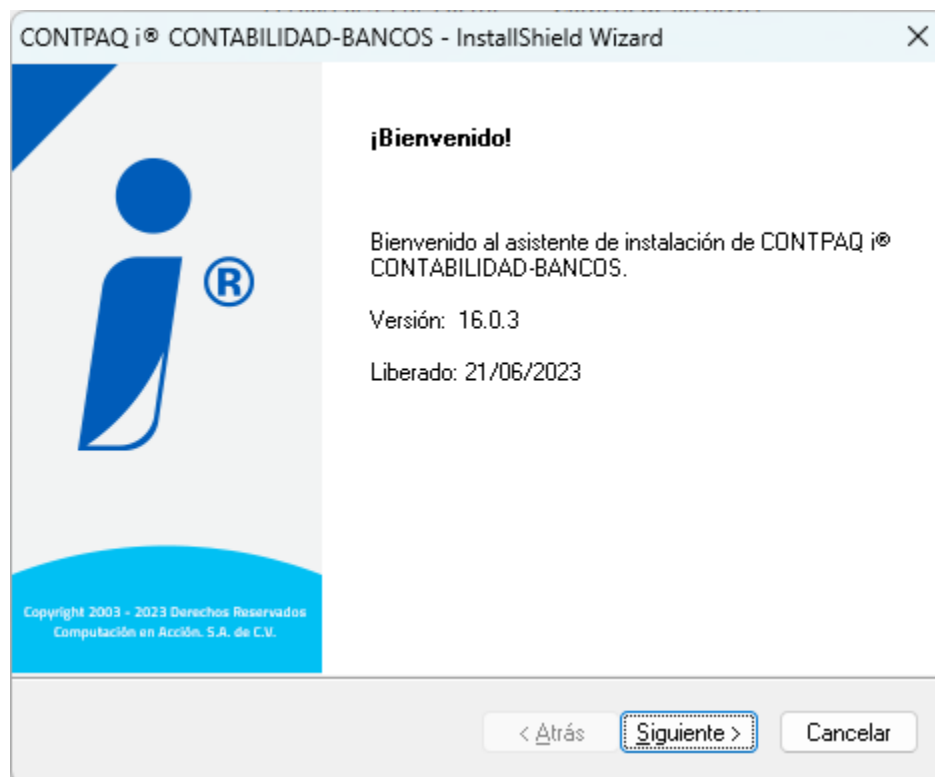 CONTPAQ i® CONTABILIDAD-BANCOS - InstallShield Wizard
¡Bienvenido!
Bienvenido al asistente de instalación de CONTPAQ i®
CONTABILIDAD-BANCOS.
Versión: 16.0.3
Liberado: 21/06/2023
i®
Copyright 2003 - 2023 Derechos Reservados
Computación en Acción. S.A. de C.V.
< Atrás
Siguiente >
Cancelar